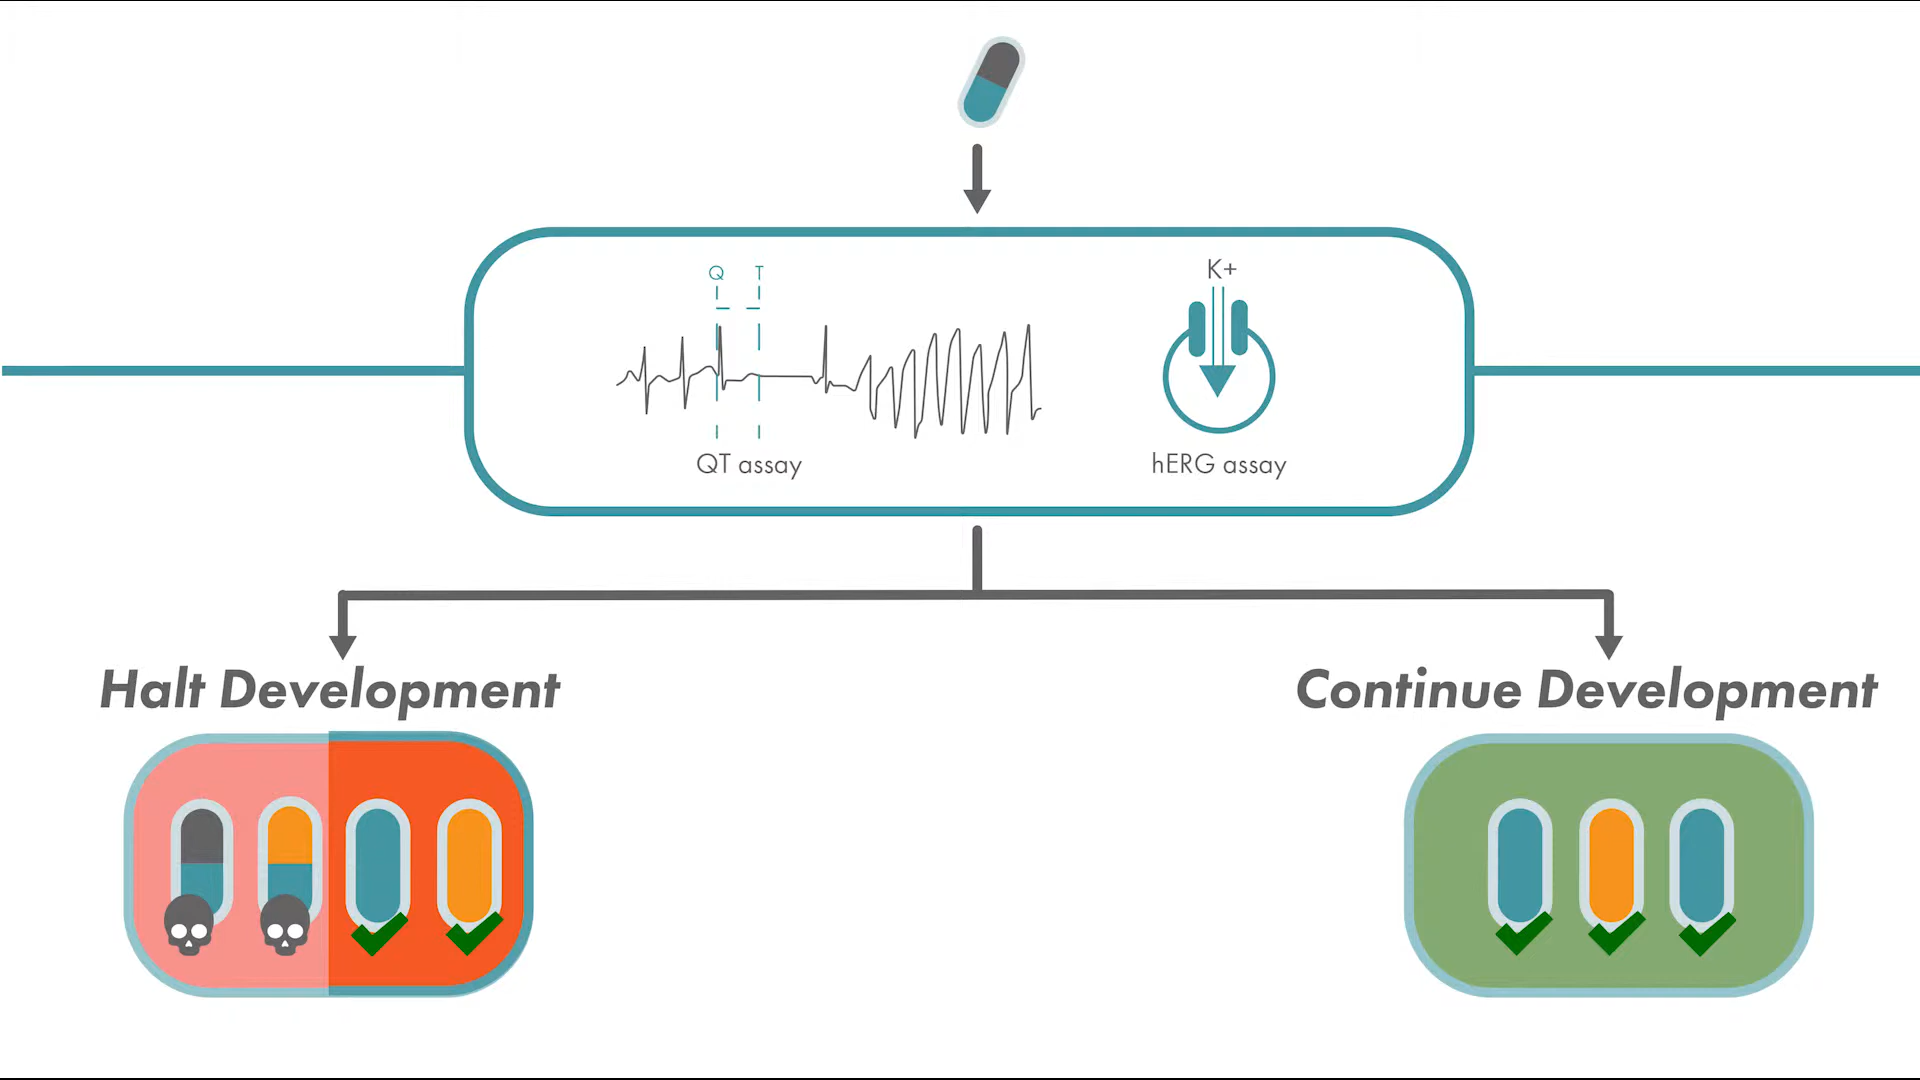 Q T
K+
QT assay
hERG assay
Halt Development
Continue Development